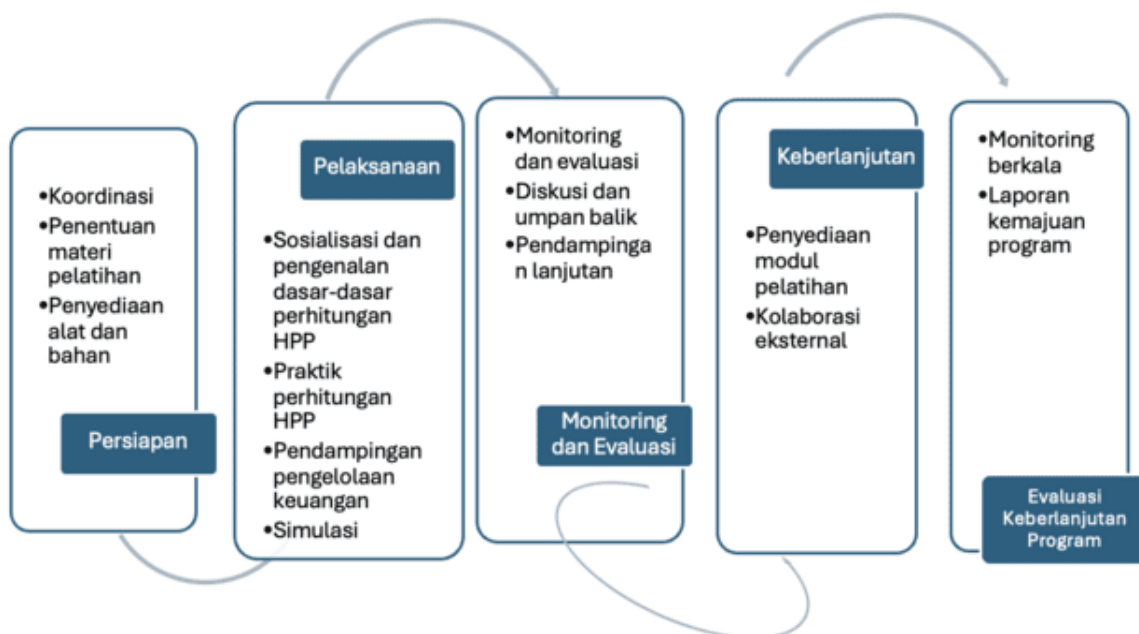 •Koordinasi
•Penentuan
materi
pelatihan
•Penyediaan
alat dan
bahan
Persiapan
Pelaksanaan
•Sosialisasi dan
pengenalan
dasar-dasar
perhitungan
HPP
•Praktik
perhitungan
HPP
•Pendampingan
pengelolaan
keuangan
•Simulasi
•Monitoring
dan evaluasi
•Diskusi dan
umpan balik
•Pendampinga
n lanjutan
Monitoring
dan Evaluasi
Keberlanjutan
•Penyediaan
modul
pelatihan
•Kolaborasi
eksternal
•Monitoring
berkala
•Laporan
kemajuan
program
Evaluasi
Keberlanjutan
Program